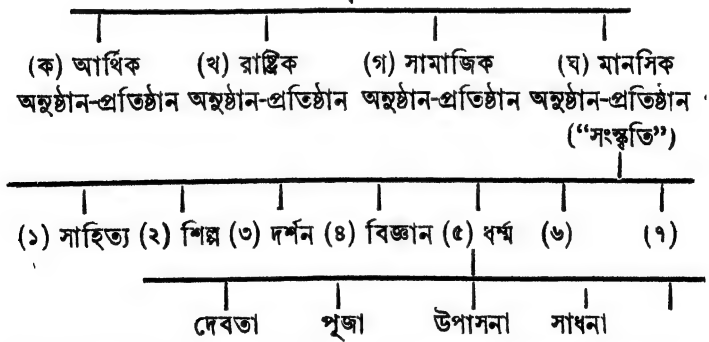 (ক) আর্থিক (খ) রাষ্ট্রিক (গ) সামাজিক (ঘ) মানসিক
অনুষ্ঠান-প্রতিষ্ঠান অনুষ্ঠান-প্রতিষ্ঠান অনুষ্ঠান-প্রতিষ্ঠান অনুষ্ঠান-প্রতিষ্ঠান
(“সংস্কৃতি”)
(১) সাহিত্য (২) শিল্প (৩) দর্শন (৪) বিজ্ঞান (৫) ধর্ম্ম (৬) (৭)
দেবতা পূজা উপাসনা সাধনা